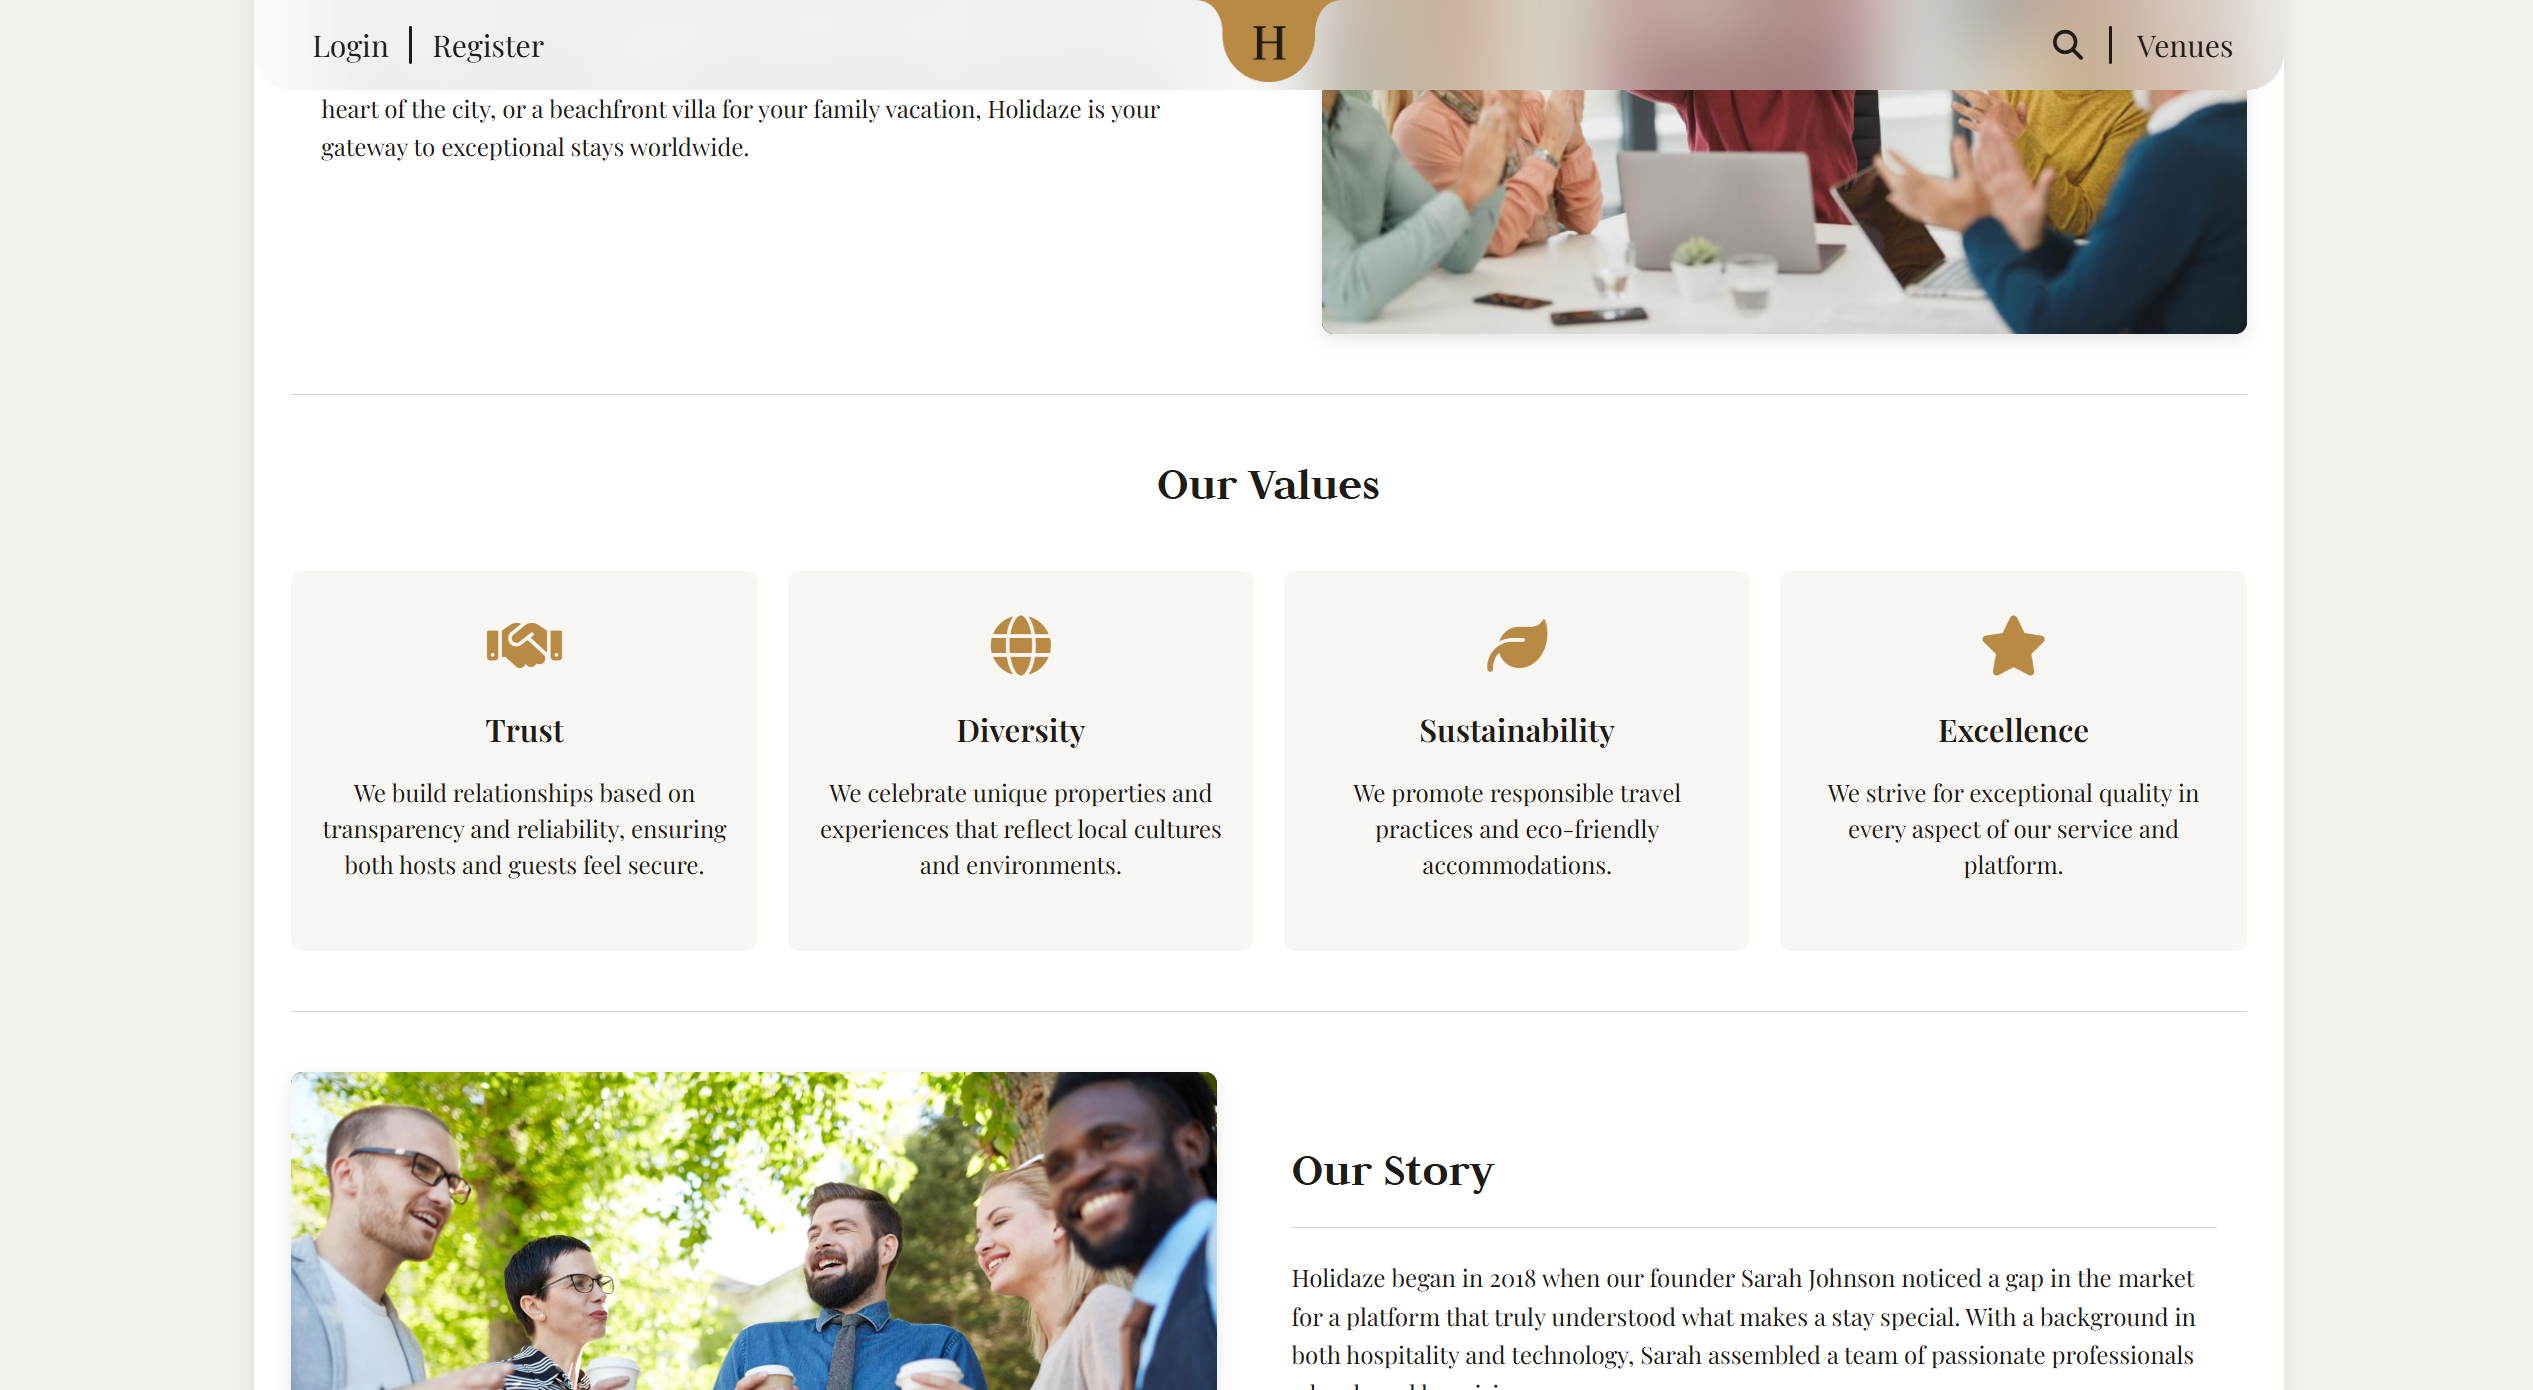 Login | Register
H
Venues
heart of the city, or a beachfront villa for your family vacation, Holidaze is your
gateway to exceptional stays worldwide.
Our Values
Trust
We build relationships based on
transparency and reliability, ensuring
both hosts and guests feel secure.
Diversity
We celebrate unique properties and
experiences that reflect local cultures
and environments.
Sustainability
We promote responsible travel
practices and eco-friendly
accommodations.
Excellence
We strive for exceptional quality in
every aspect of our service and
platform.
Our Story
Holidaze began in 2018 when our founder Sarah Johnson noticed a gap in the market
for a platform that truly understood what makes a stay special. With a background in
both hospitality and technology, Sarah assembled a team of passionate professionals